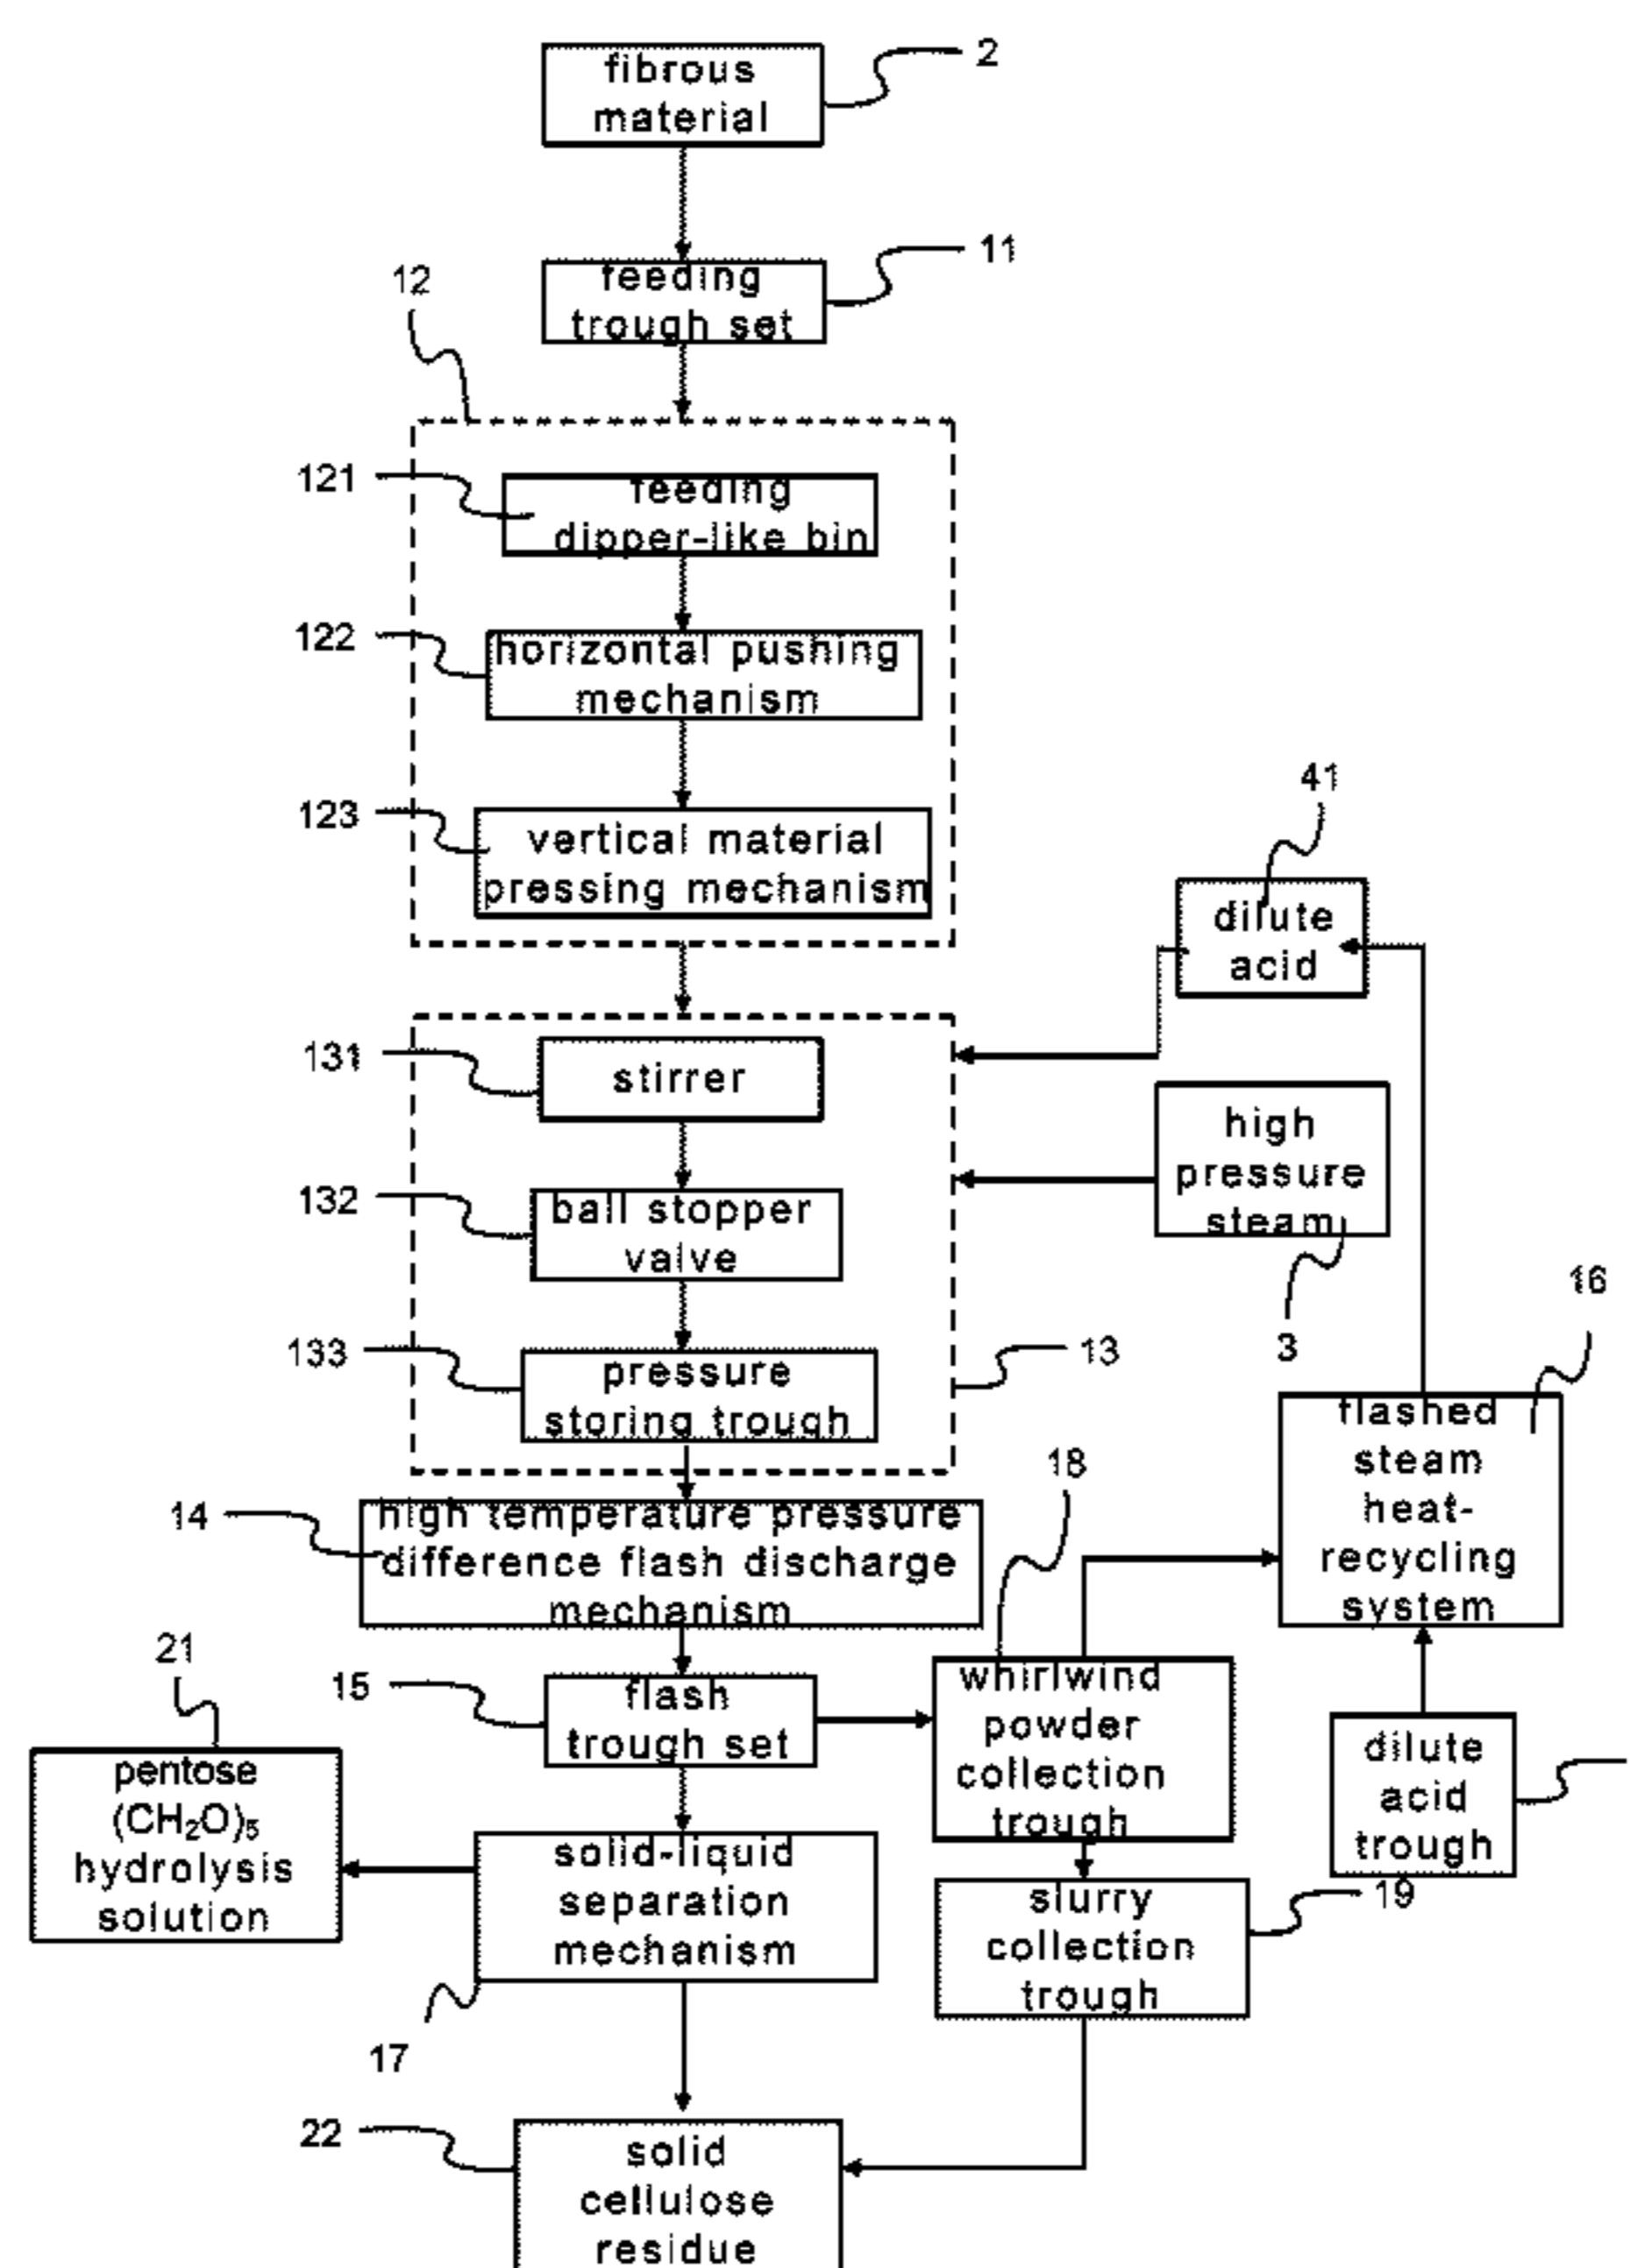 fibrous
material
2
feeding
trough set
11
12
121
feeding
dipper-like bin
122
horizontal pushing
mechanism
123
vertical material
pressing mechanism
41
dilute
acid
131
stirrer
high
pressure
steam
3
132
ball stopper
valve
133
pressure
storing trough
13
16
flashed
steam
heat-
recycling
system
14
high temperature pressure
difference flash discharge
mechanism
18
21
15
flash
trough set
whirlwind
powder
collection
trough
dilute
acid
trough
pentose
(CH₂O)₅
hydrolysis
solution
solid-liquid
separation
mechanism
17
19
slurry
collection
trough
22
solid
cellulose
residue